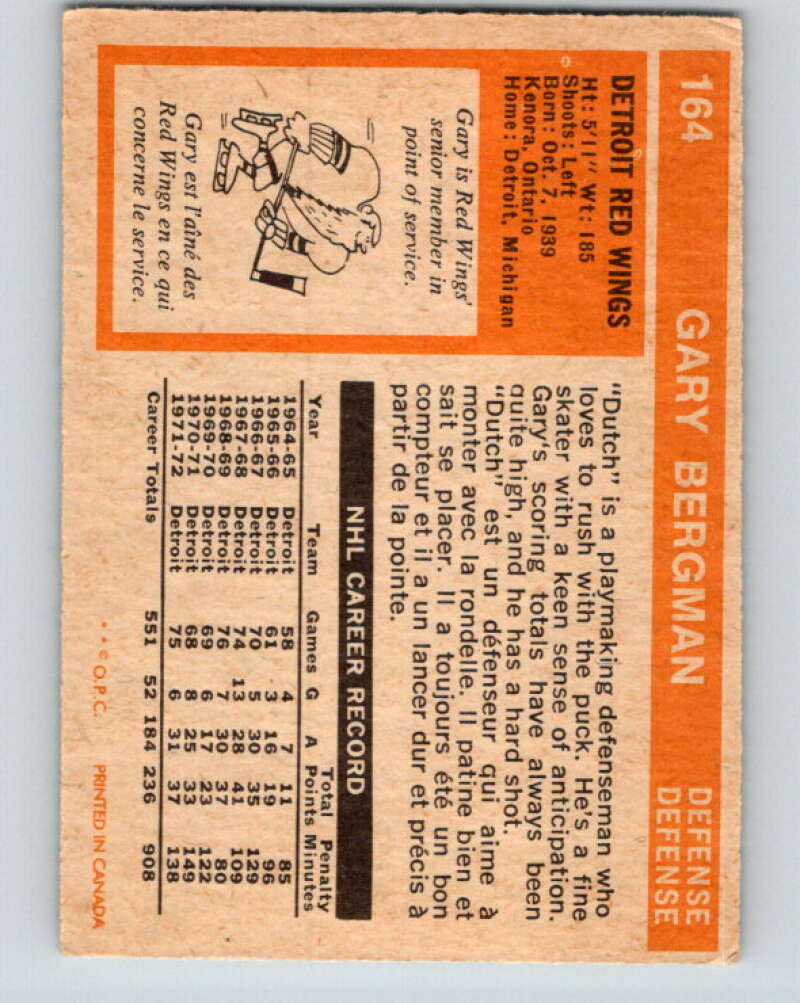 164 GARY BERGMAN DEFENSE
DEFENSE
DETROIT RED WINGS
Ht: 5'11" Wt: 185
Shoots: Left
Born: Oct. 7, 1939
Kenora, Ontario
Home: Detroit, Michigan
Gary is Red Wings'
senior member in
point of service.
Gary est l'aîné des
Red Wings en ce qui
concerne le service.
"Dutch" is a playmaking defenseman who
loves to rush with the puck. He's a fine
skater with a keen sense of anticipation.
Gary's scoring totals have always been
quite high, and he has a hard shot.
"Dutch" est un défenseur qui aime à
monter avec la rondelle. Il patine bien et
sait se placer. Il a toujours été un bon
compteur et il a un lancer dur et précis à
partir de la pointe.
NHL CAREER RECORD
Total Penalty
Year Team Games G A Points Minutes
1964-65 Detroit 58 4 7 11 85
1965-66 Detroit 61 3 16 19 96
1966-67 Detroit 70 5 30 35 129
1967-68 Detroit 74 13 28 41 109
1968-69 Detroit 76 7 30 37 80
1969-70 Detroit 69 6 17 23 122
1970-71 Detroit 68 8 25 33 149
1971-72 Detroit 75 6 31 37 138
Career Totals 551 52 184 236 908
* * © O.P.C. PRINTED IN CANADA